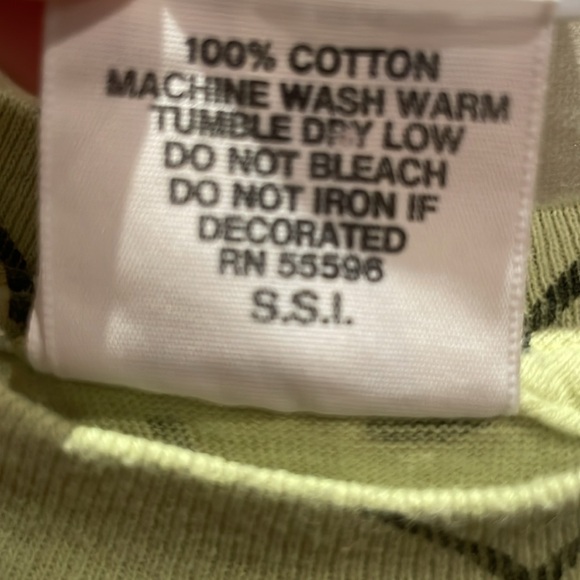 100% COTTON
MACHINE WASH WARM
TUMBLE DRY LOW
DO NOT BLEACH
DO NOT IRON IF
DECORATED
RN 55596
S.S.I.